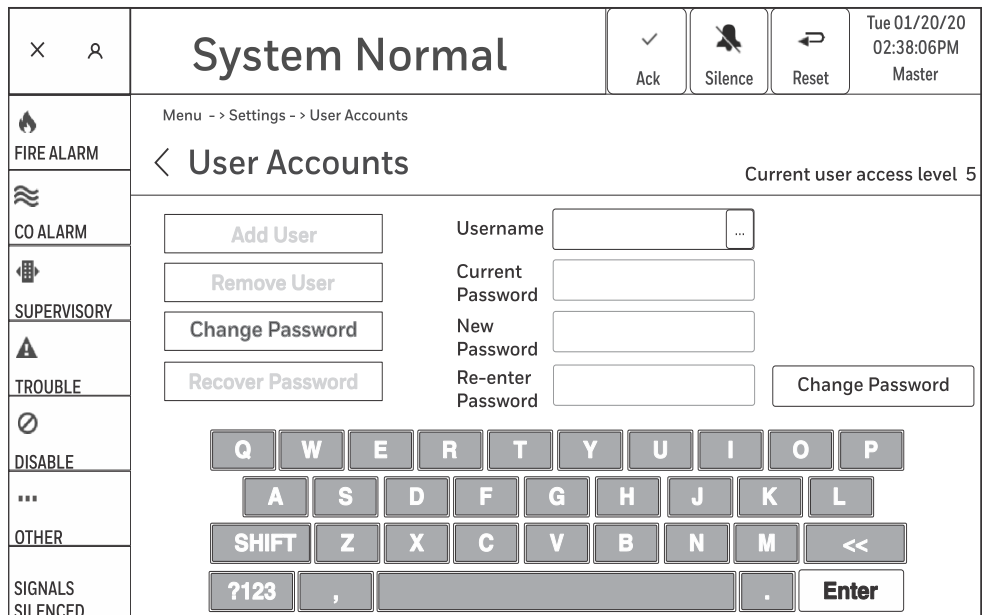 System Normal
Ack
Silence
Reset
Tue 01/20/20
02:38:06PM
Master
FIRE ALARM
CO ALARM
SUPERVISORY
TROUBLE
DISABLE
OTHER
SIGNALS
SILENCED
Menu -> Settings -> User Accounts
< User Accounts
Current user access level 5
Add User
Remove User
Change Password
Recover Password
Username
...
Current
Password
New
Password
Re-enter
Password
Change Password
Q W E R T Y U I O P
A S D F G H J K L
SHIFT Z X C V B N M <<
?123 , . Enter